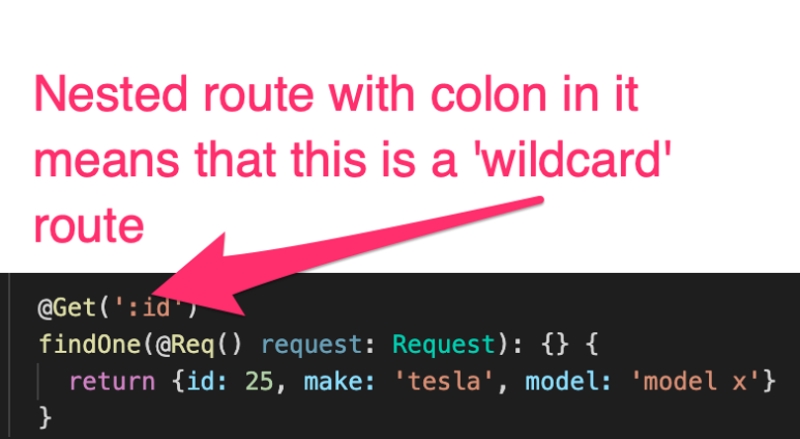 Nested route with colon in it
means that this is a 'wildcard'
route
@Get(':id')
findOne(@Req() request: Request): {} {
return {id: 25, make: 'tesla', model: 'model x'}
}